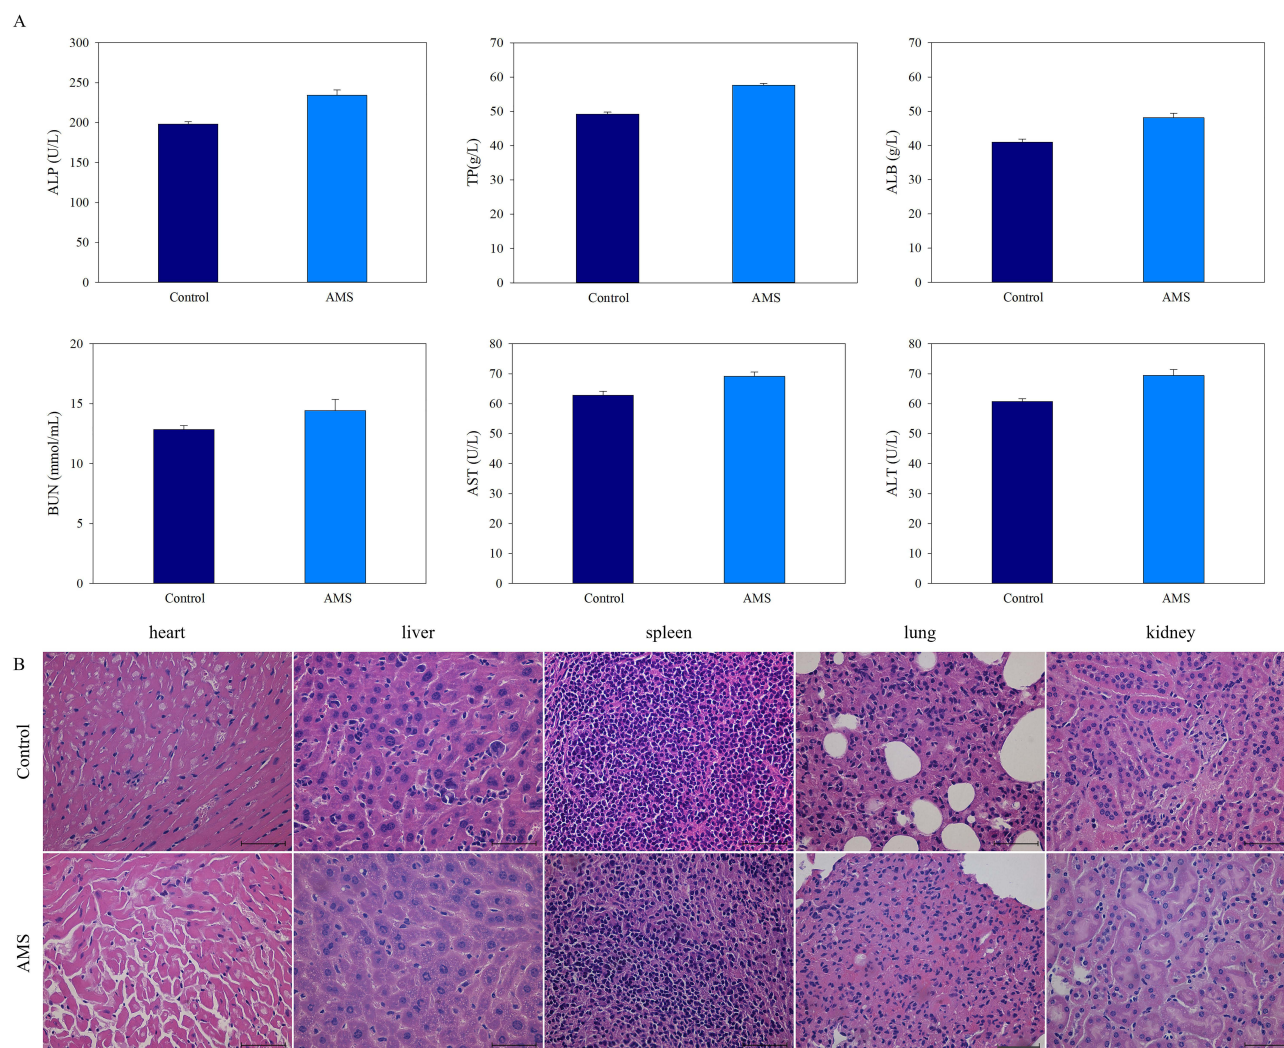 A
300
250
200
150
100
50
0
ALP (U/L)
Control AMS
70
60
50
40
30
20
10
0
TP(g/L)
Control AMS
70
60
50
40
30
20
10
0
ALB (g/L)
Control AMS
20
15
10
5
0
BUN (mmol/mL)
Control AMS
80
70
60
50
40
30
20
10
0
AST (U/L)
Control AMS
80
70
60
50
40
30
20
10
0
ALT (U/L)
Control AMS
heart liver spleen lung kidney
B
Control
AMS